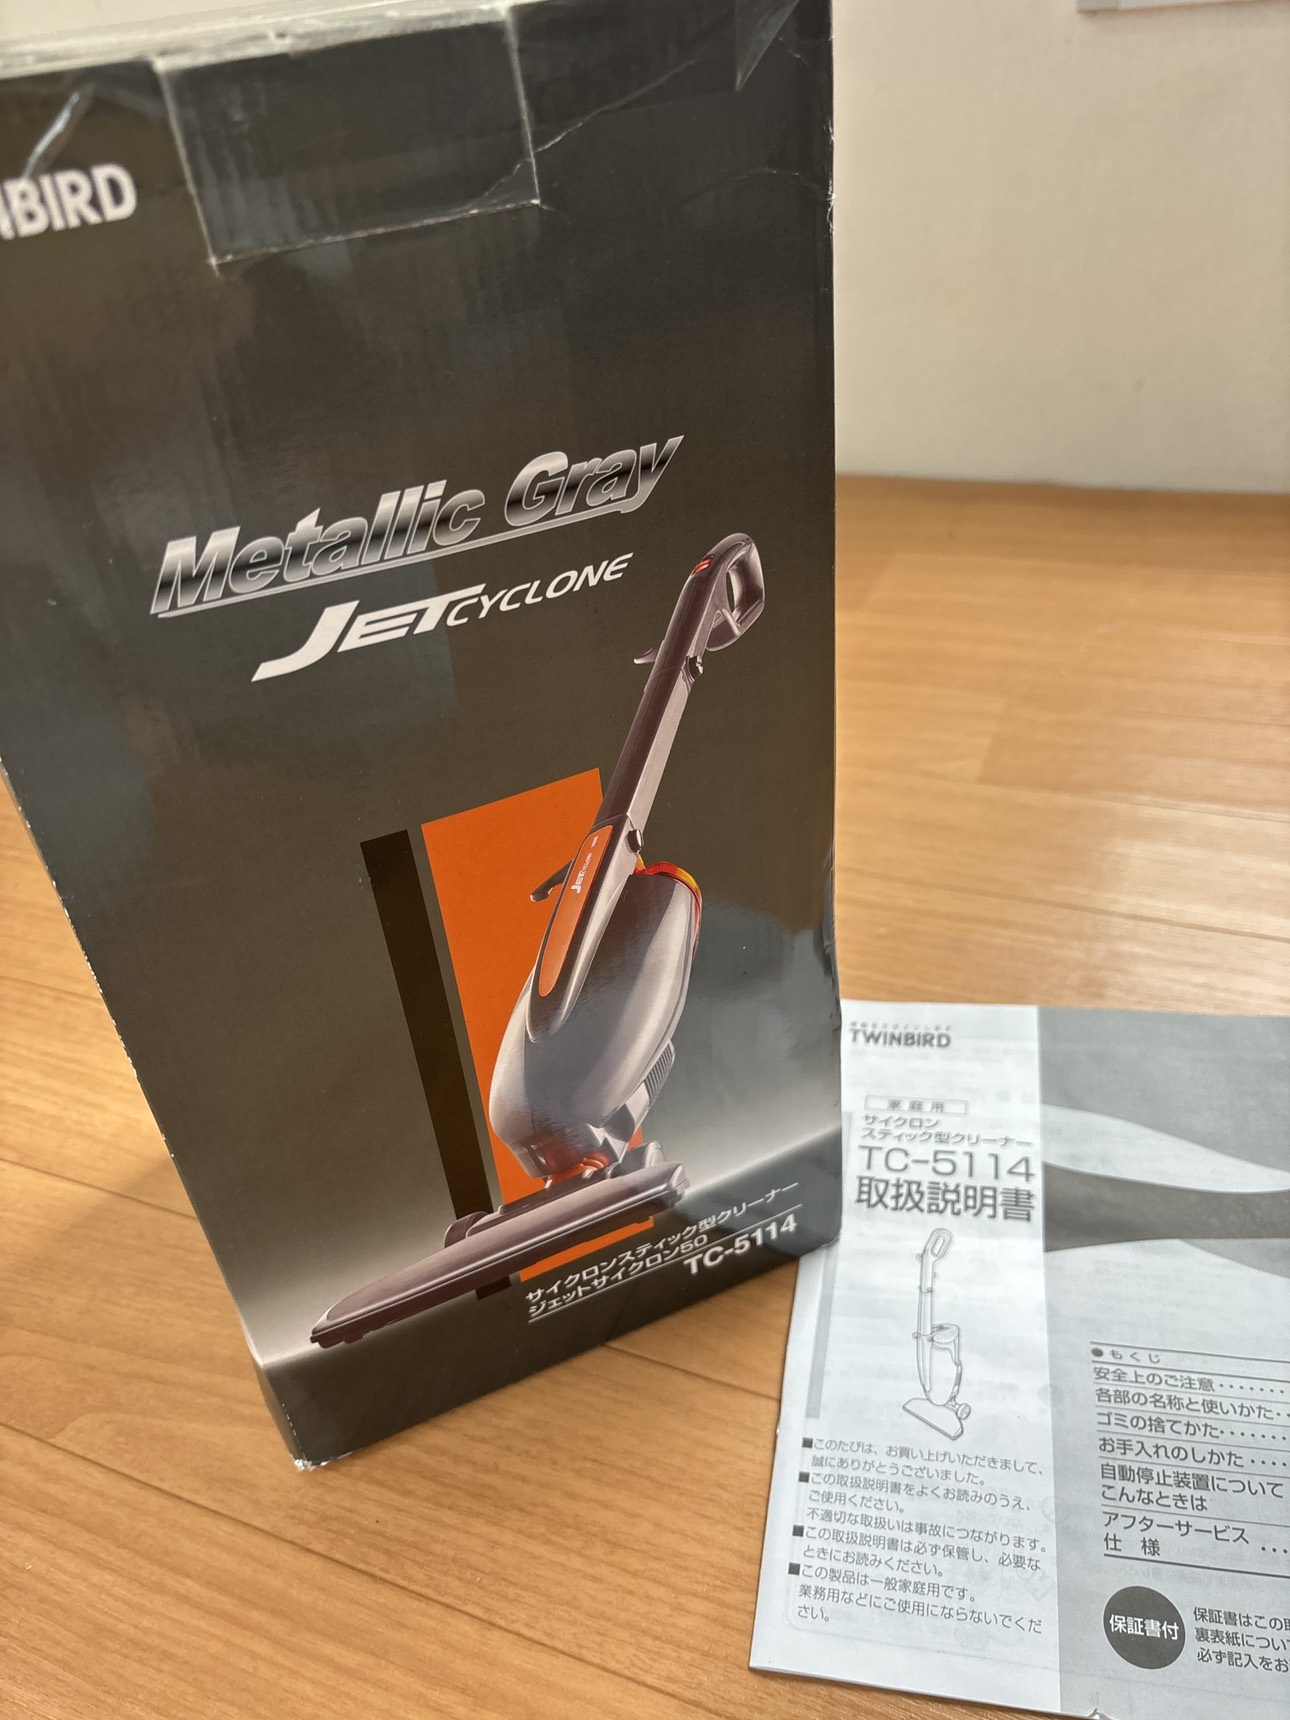 NBIRD
Metallic Gray
JETCYCLONE
JETCYCLONE
サイクロンスティック型クリーナー
ジェットサイクロン50
TC-5114
TWINBIRD
家庭用
サイクロン
スティック型クリーナー
TC-5114
取扱説明書
■このたびは、お買い上げいただきまして、
誠にありがとうございました。
■この取扱説明書をよくお読みのうえ、
ご使用ください。
不適切な取扱いは事故につながります。
■この取扱説明書は必ず保管し、必要な
ときにお読みください。
■この製品は一般家庭用です。
業務用などにご使用にならないでくだ
さい。
●もくじ
安全上のご注意・・・・・・
各部の名称と使いかた・・
ゴミの捨てかた・・・・・・
お手入れのしかた・・・・
自動停止装置について
こんなときは
アフターサービス
仕 様
保証書付
保証書はこの
裏表紙につい
必ず記入をお